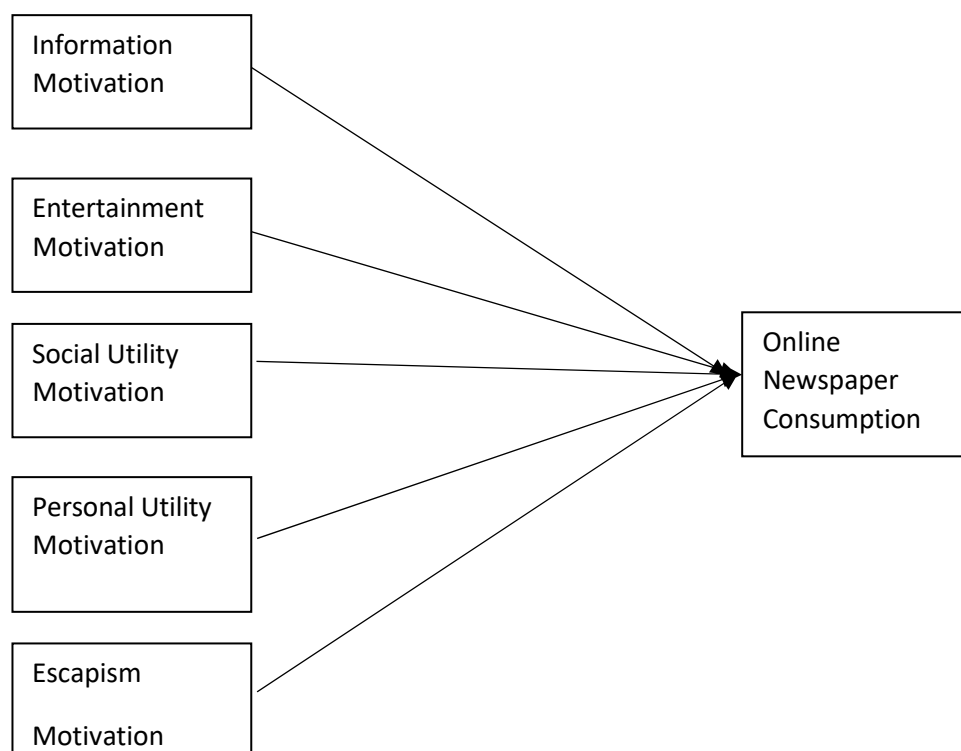 Information
Motivation
Entertainment
Motivation
Social Utility
Motivation
Personal Utility
Motivation
Escapism
Motivation
Online
Newspaper
Consumption